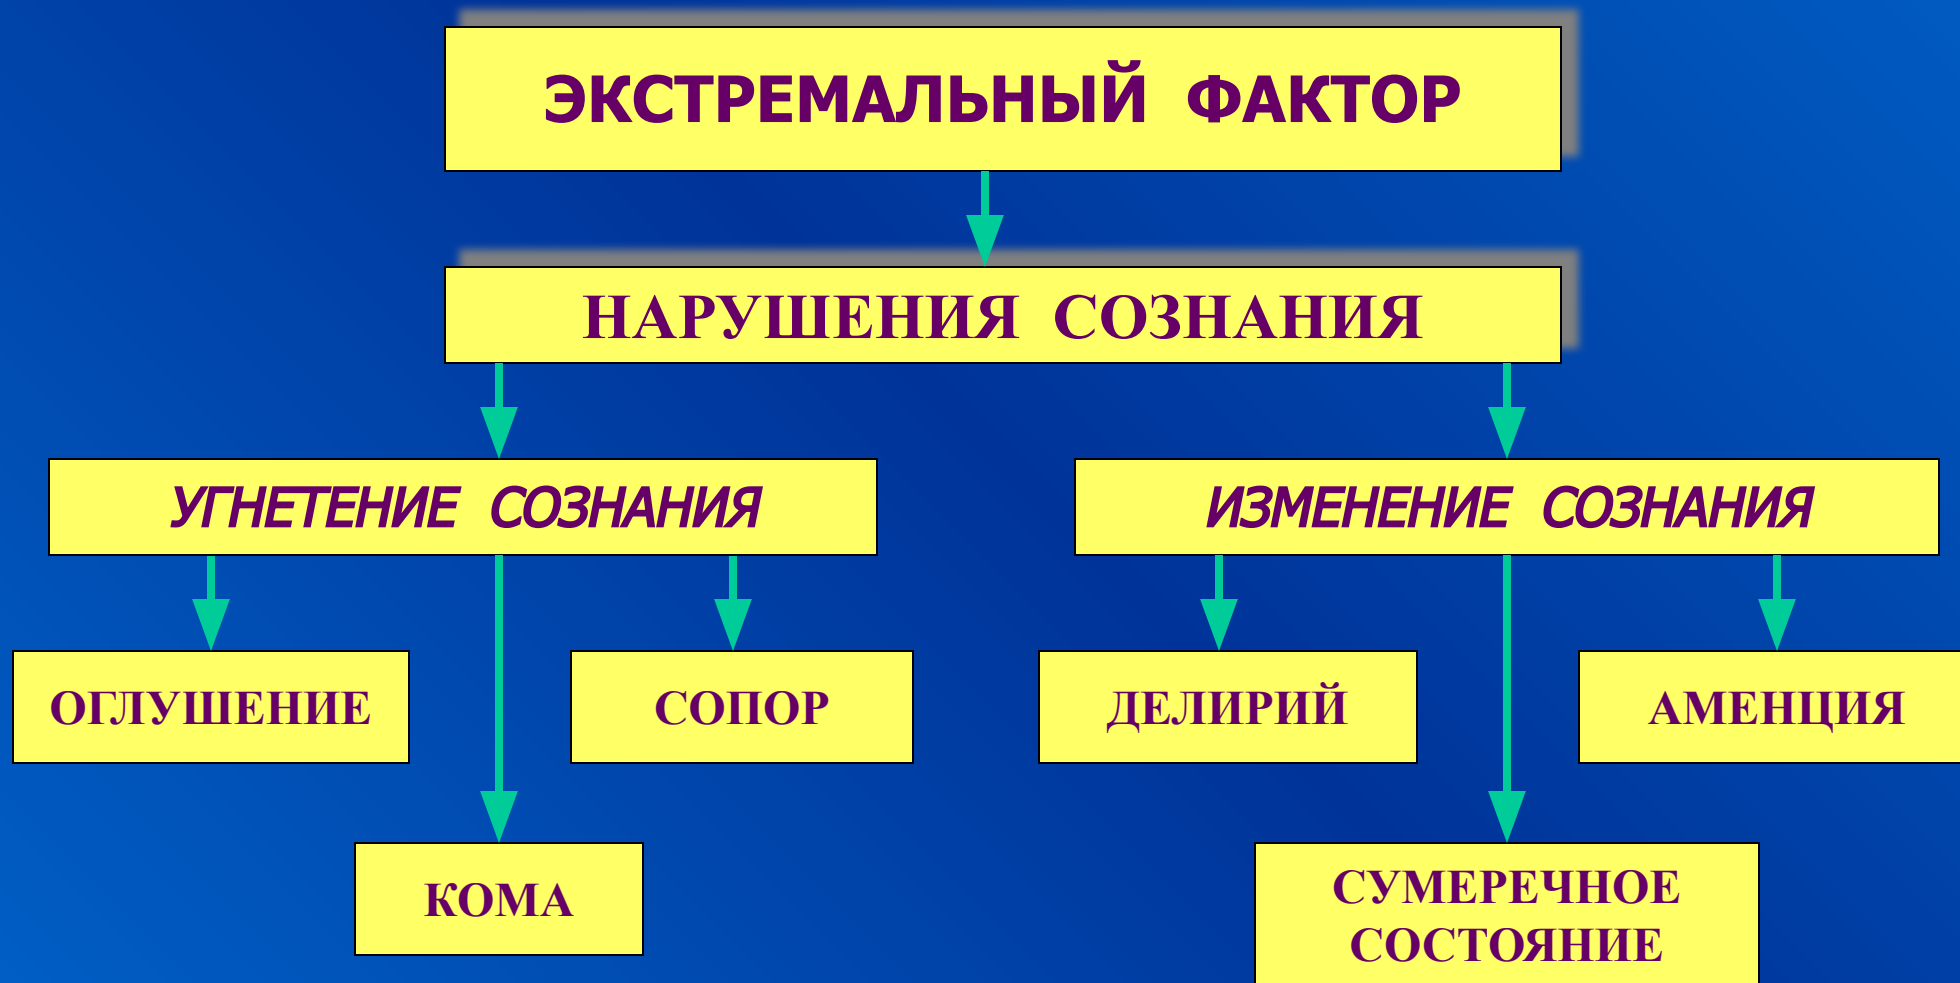 ЭКСТРЕМАЛЬНЫЙ ФАКТОР
НАРУШЕНИЯ СОЗНАНИЯ
УГНЕТЕНИЕ СОЗНАНИЯ
ИЗМЕНЕНИЕ СОЗНАНИЯ
ОГЛУШЕНИЕ
СОПОР
ДЕЛИРИЙ
АМЕНЦИЯ
КОМА
СУМЕРЕЧНОЕ
СОСТОЯНИЕ